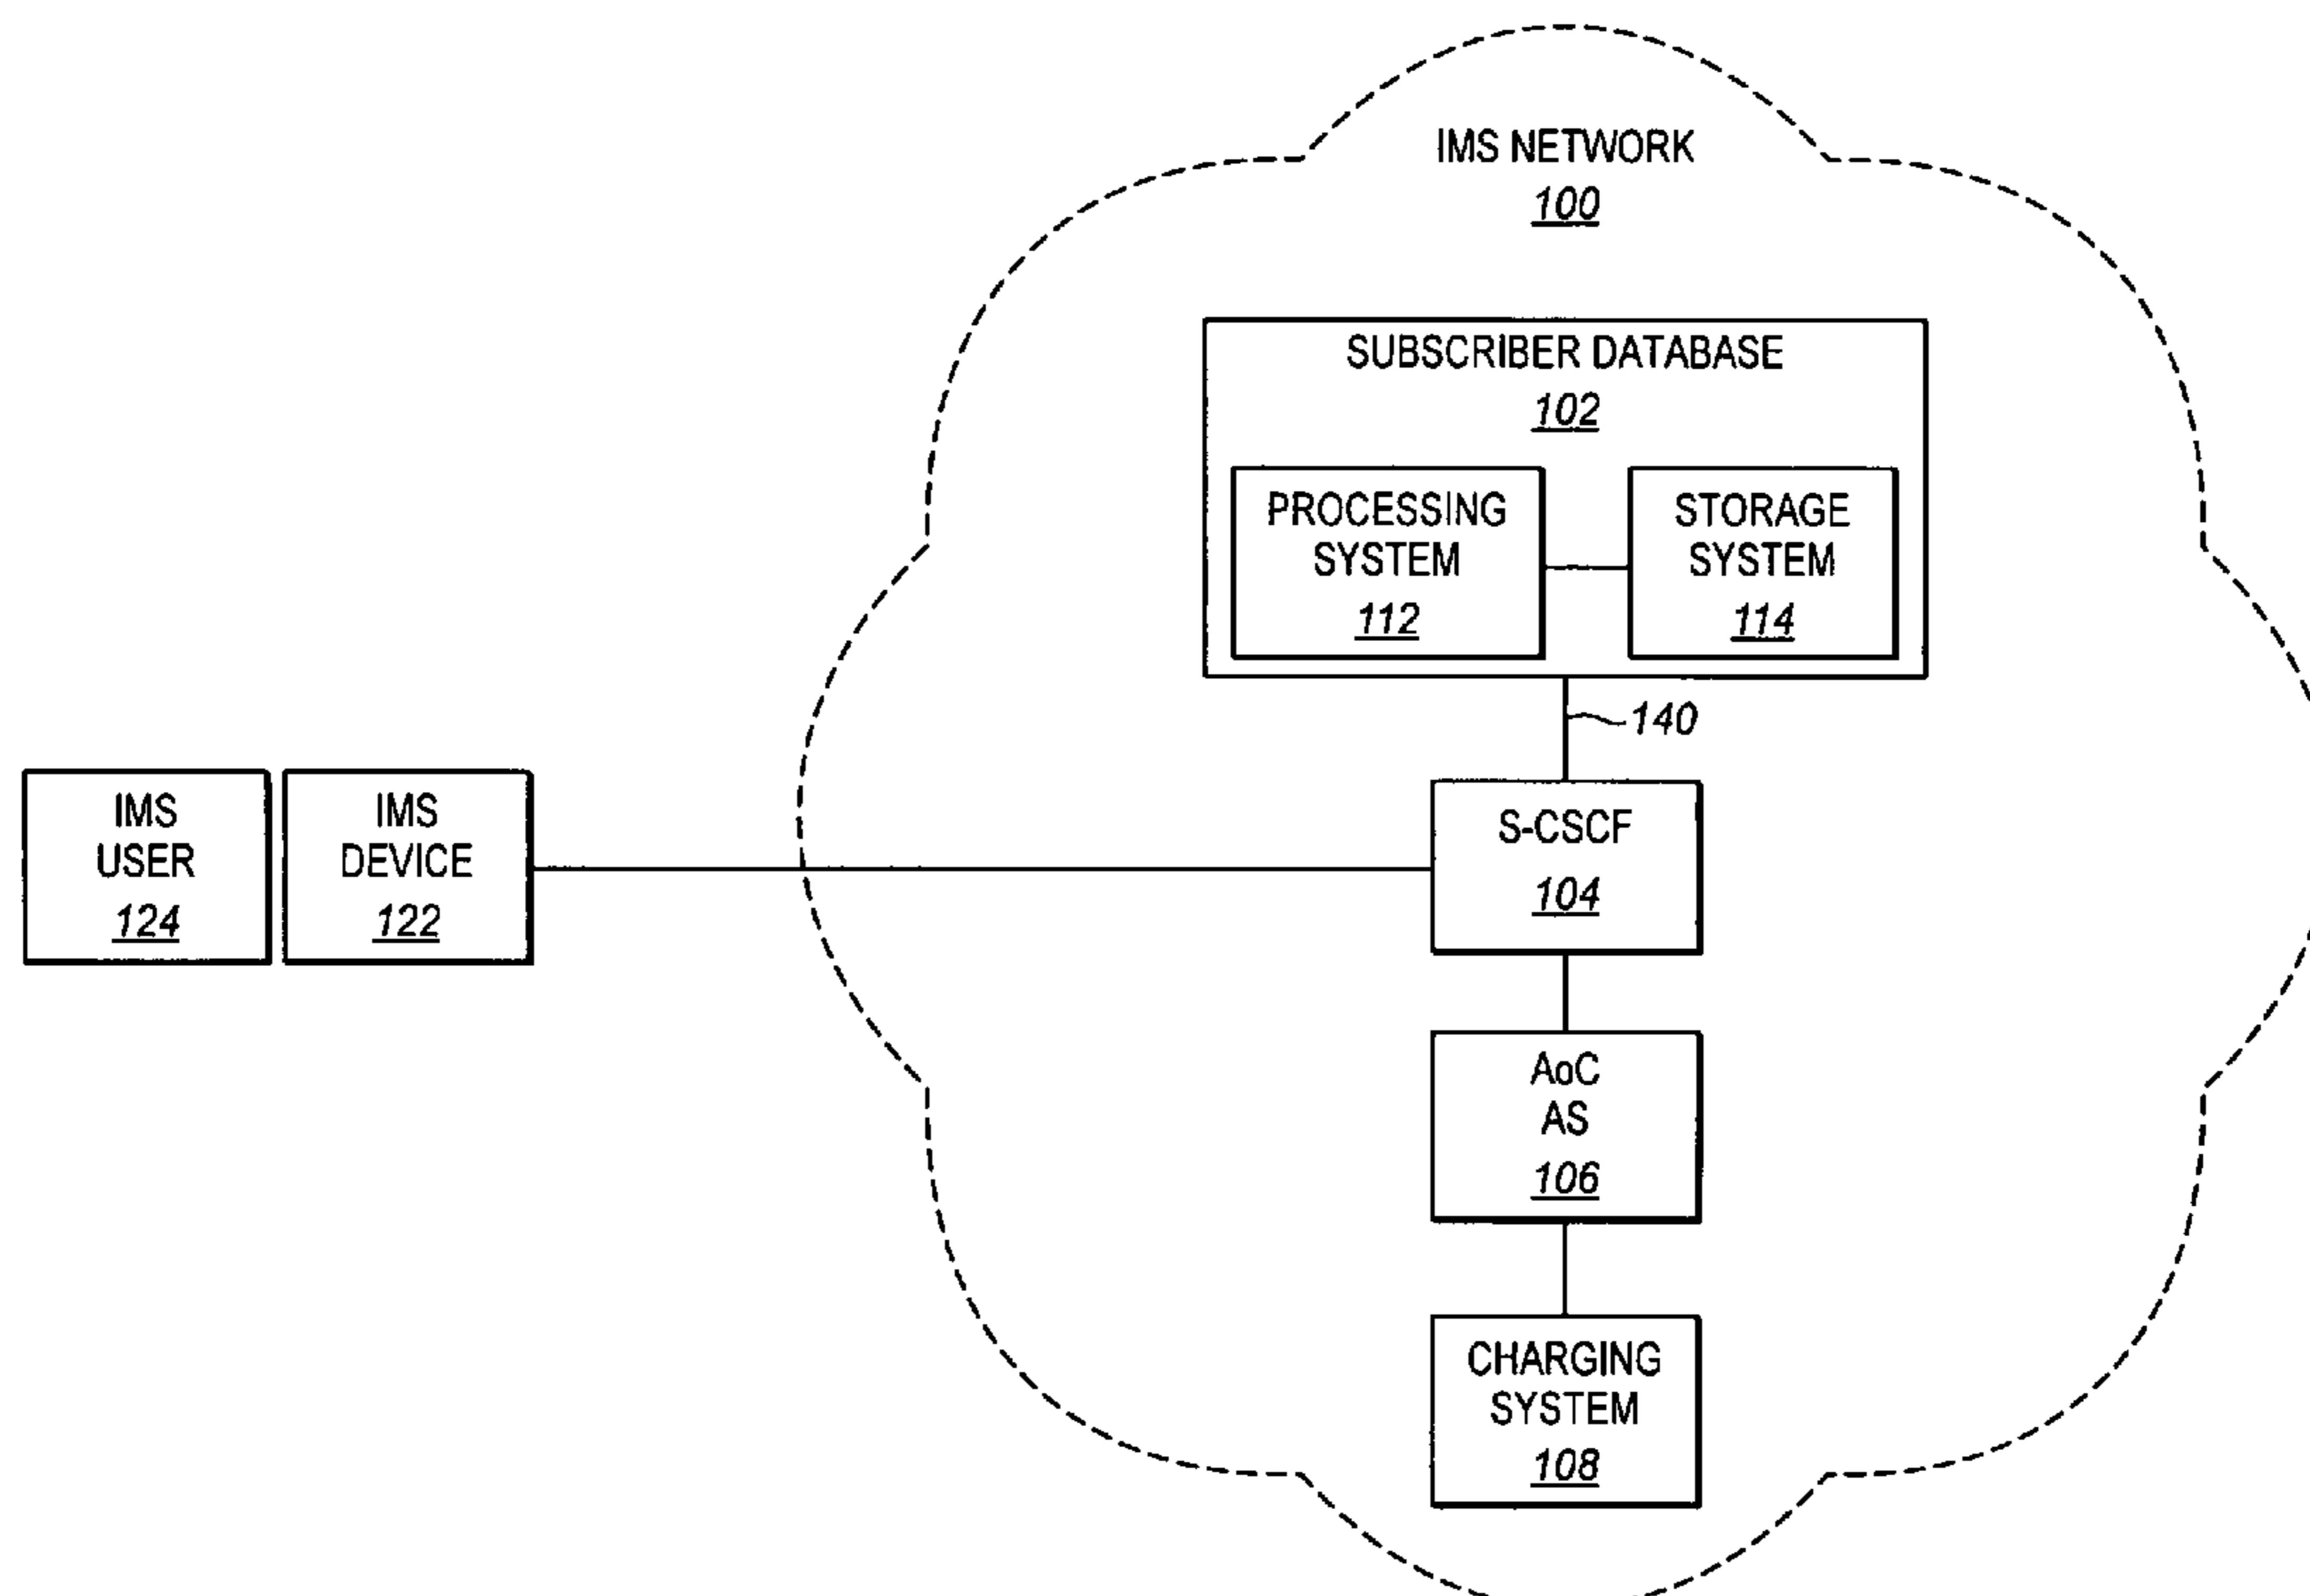 IMS NETWORK
100
SUBSCRIBER DATABASE
102
PROCESSING
SYSTEM
112
STORAGE
SYSTEM
114
140
IMS
USER
124
IMS
DEVICE
122
S-CSCF
104
AoC
AS
106
CHARGING
SYSTEM
108